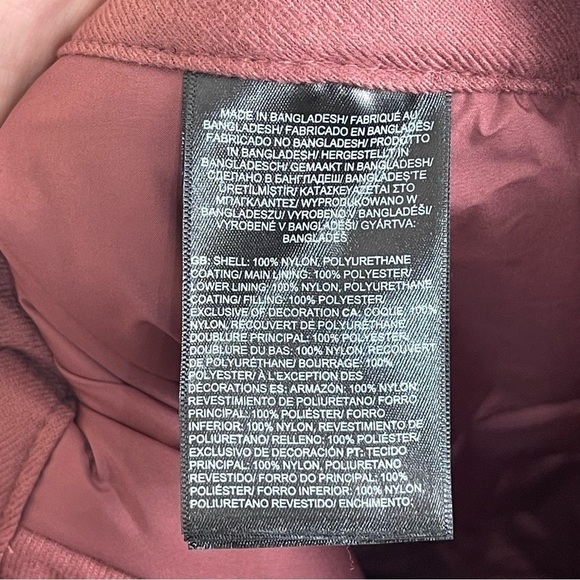 MADE IN BANGLADESH/ FABRIQUÉ AU
BANGLADESH/ FABRICADO EN BANGLADÉS/
FABRICADO NO BANGLADESH/ PRODOTTO
IN BANGLADESH/ HERGESTELLT IN
BANGLADESCH/ GEMAAKT IN BANGLADESH/
СДЕЛАНО В БАНГЛАДЕШ/ BANGLADEŞ'TE
ÜRETİLMİŞTİR/ ΚΑΤΑΣΚΕΥΑΖΕΤΑΙ ΣΤΟ
ΜΠΑΓΚΛΑΝΤΕΣ/ WYPRODUKOWANO W
BANGLADESZU/ VYROBENO V BANGLADÉŠI/
VYROBENÉ V BANGLADÉŠI/ GYÁRTVA:
BANGLADES
GB: SHELL: 100% NYLON, POLYURETHANE
COATING/ MAIN LINING: 100% POLYESTER/
LOWER LINING: 100% NYLON, POLYURETHANE
COATING/ FILLING: 100% POLYESTER,
EXCLUSIVE OF DECORATION CA: COQUE: 100%
NYLON, RECOUVERT DE POLYURÉTHANE/
DOUBLURE PRINCIPAL: 100% POLYESTER/
DOUBLURE DU BAS: 100% NYLON, RECOUVERT
DE POLYURÉTHANE/ BOURRAGE: 100%
POLYESTER/ À L'EXCEPTION DES
DÉCORATIONS ES: ARMAZÓN: 100% NYLON,
REVESTIMIENTO DE POLIURETANO/ FORRO
PRINCIPAL: 100% POLIÉSTER/ FORRO
INFERIOR: 100% NYLON, REVESTIMIENTO DE
POLIURETANO/ RELLENO: 100% POLIÉSTER/
EXCLUSIVO DE DECORACIÓN PT: TECIDO
PRINCIPAL: 100% NYLON, POLIURETANO
REVESTIDO/ FORRO DO PRINCIPAL: 100%
POLIÉSTER/ FORRO INFERIOR: 100% NYLON,
POLIURETANO REVESTIDO/ ENCHIMENTO: